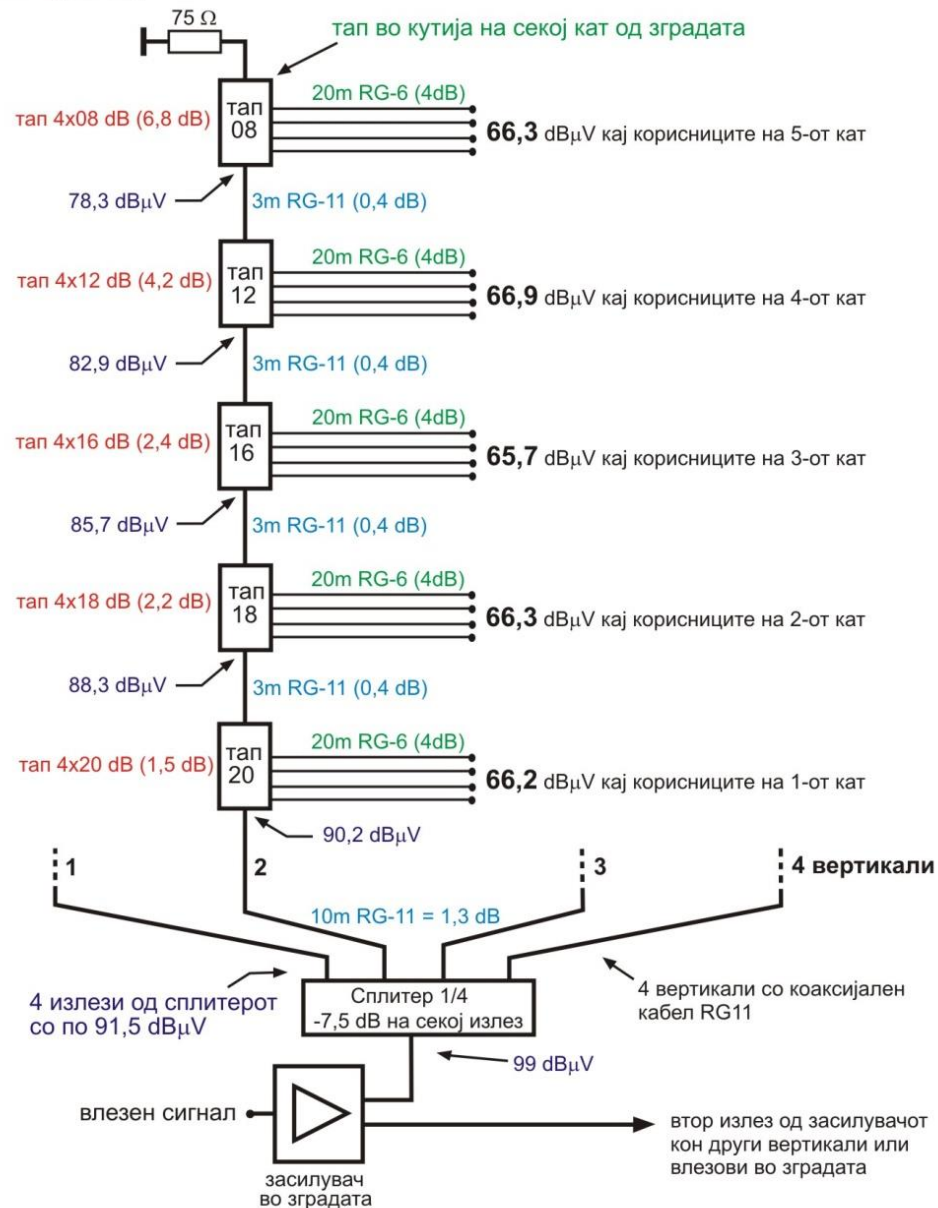 75 Ω
тап во кутија на секој кат од зградата
тап 4x08 dB (6,8 dB)
тап
08
20m RG-6 (4dB)
66,3 dBµV кај корисниците на 5-от кат
78,3 dBµV
3m RG-11 (0,4 dB)
тап 4x12 dB (4,2 dB)
тап
12
20m RG-6 (4dB)
66,9 dBµV кај корисниците на 4-от кат
82,9 dBµV
3m RG-11 (0,4 dB)
тап 4x16 dB (2,4 dB)
тап
16
20m RG-6 (4dB)
65,7 dBµV кај корисниците на 3-от кат
85,7 dBµV
3m RG-11 (0,4 dB)
тап 4x18 dB (2,2 dB)
тап
18
20m RG-6 (4dB)
66,3 dBµV кај корисниците на 2-от кат
88,3 dBµV
3m RG-11 (0,4 dB)
тап 4x20 dB (1,5 dB)
тап
20
20m RG-6 (4dB)
66,2 dBµV кај корисниците на 1-от кат
90,2 dBµV
1
2
3
4 вертикали
10m RG-11 = 1,3 dB
4 излези од сплитерот
со по 91,5 dBµV
Сплитер 1/4
-7,5 dB на секој излез
4 вертикали со коаксијален
кабел RG11
99 dBµV
влезен сигнал
засилувач
во зградата
втор излез од засилувачот
кон други вертикали или
влезови во зградата